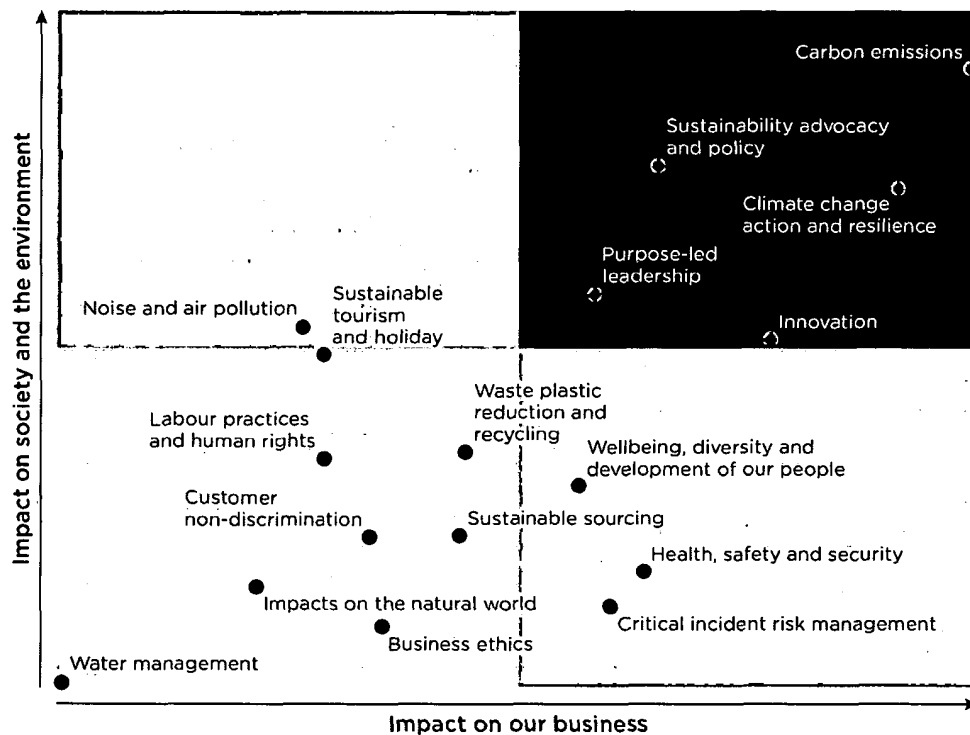 Carbon emissions
Sustainability advocacy
and policy
Climate change
action and resilience
Purpose-led
leadership
Innovation
Noise and air pollution
Sustainable
tourism
and holiday
Waste plastic
reduction and
recycling
Labour practices
and human rights
Wellbeing, diversity and
development of our people
Customer
non-discrimination
Sustainable sourcing
Health, safety and security
Impacts on the natural world
Critical incident risk management
Business ethics
Water management
Impact on society and the environment
Impact on our business